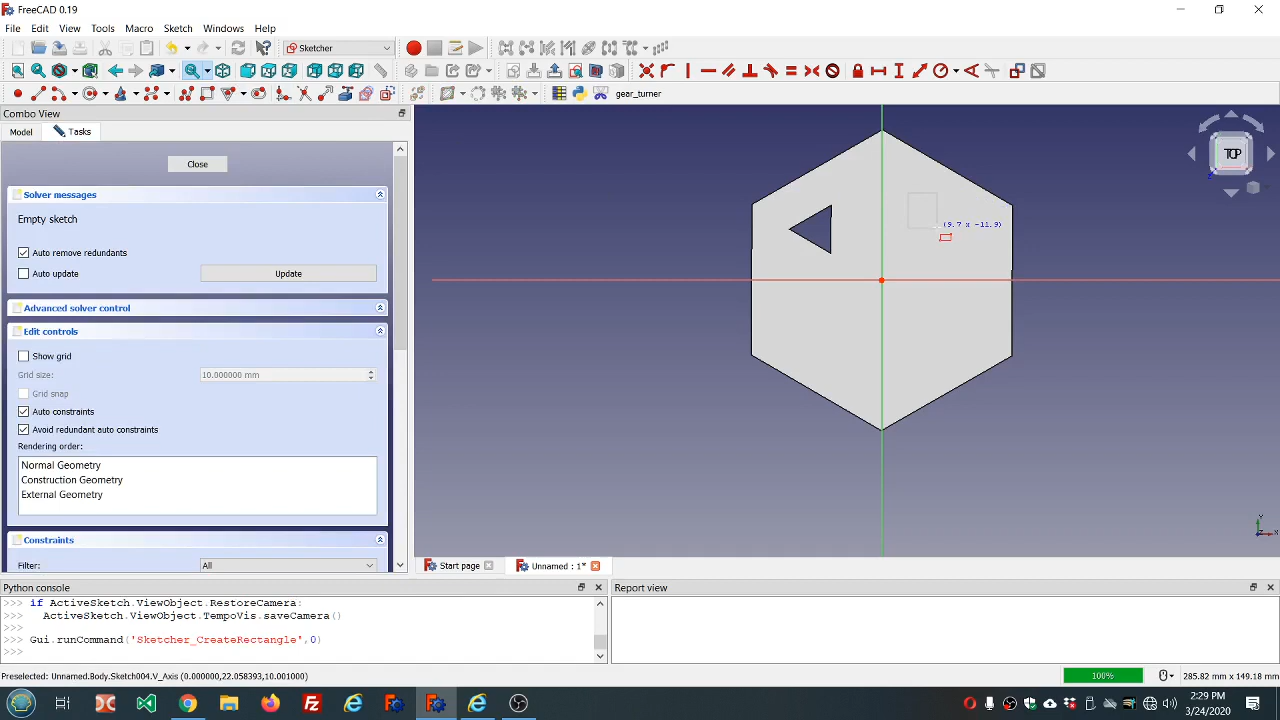 FreeCAD 0.19
File Edit View Tools Macro Sketch Windows Help
Sketcher
gear_turner
Combo View
Model Tasks
Close
Solver messages
Empty sketch
Auto remove redundants
Auto update Update
Advanced solver control
Edit controls
Show grid
Grid size: 10.000000 mm
Grid snap
Auto constraints
Avoid redundant auto constraints
Rendering order:
Normal Geometry
Construction Geometry
External Geometry
Constraints
Filter: All
(9.7 x -11.9)
TOP
Y
Z X
Start page Unnamed : 1*
Python console
>>> if ActiveSketch.ViewObject.RestoreCamera:
>>>   ActiveSketch.ViewObject.TempoVis.saveCamera()
>>>
>>> Gui.runCommand('Sketcher_CreateRectangle',0)
>>>
Report view
Preselected: Unnamed.Body.Sketch004.V_Axis (0.000000,22.058393,10.001000)
100%
285.82 mm x 149.18 mm
2:29 PM
3/24/2020